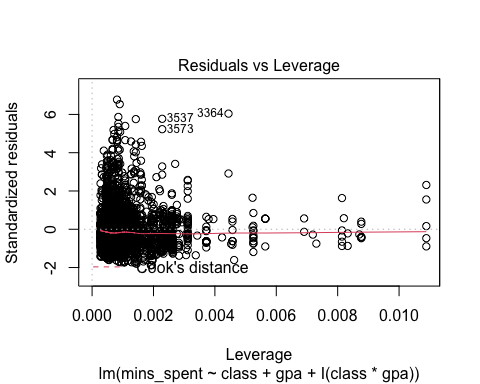 Residuals vs Leverage
Standardized residuals
6
4
2
0
-2
3364
3537
3573
Cook's distance
0.000 0.002 0.004 0.006 0.008 0.010
Leverage
lm(mins_spent ~ class + gpa + I(class * gpa))